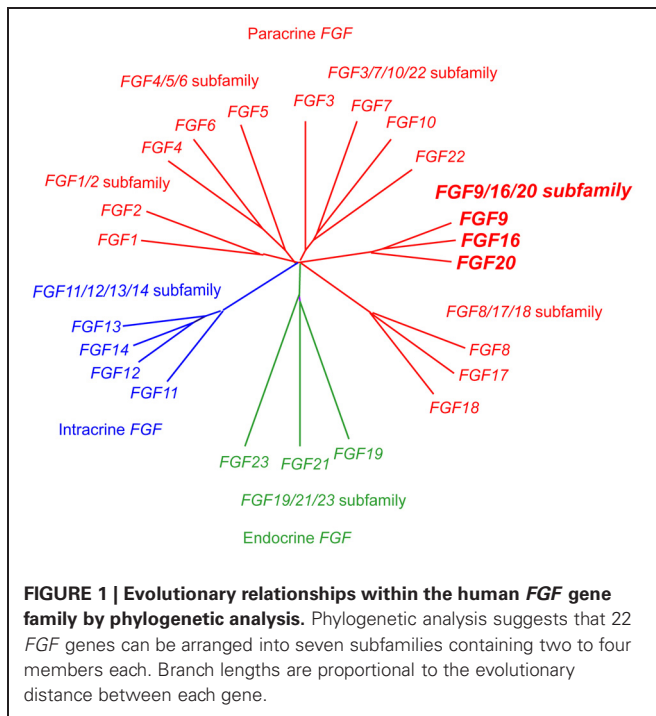 Paracrine FGF
FGF4/5/6 subfamily
FGF3/7/10/22 subfamily
FGF3
FGF7
FGF5
FGF6
FGF10
FGF4
FGF22
FGF1/2 subfamily
FGF9/16/20 subfamily
FGF2
FGF9
FGF1
FGF16
FGF20
FGF11/12/13/14 subfamily
FGF8/17/18 subfamily
FGF13
FGF14
FGF8
FGF12
FGF17
FGF11
FGF18
Intracrine FGF
FGF23
FGF21
FGF19
FGF19/21/23 subfamily
Endocrine FGF
FIGURE 1 | Evolutionary relationships within the human FGF gene
family by phylogenetic analysis. Phylogenetic analysis suggests that 22
FGF genes can be arranged into seven subfamilies containing two to four
members each. Branch lengths are proportional to the evolutionary
distance between each gene.